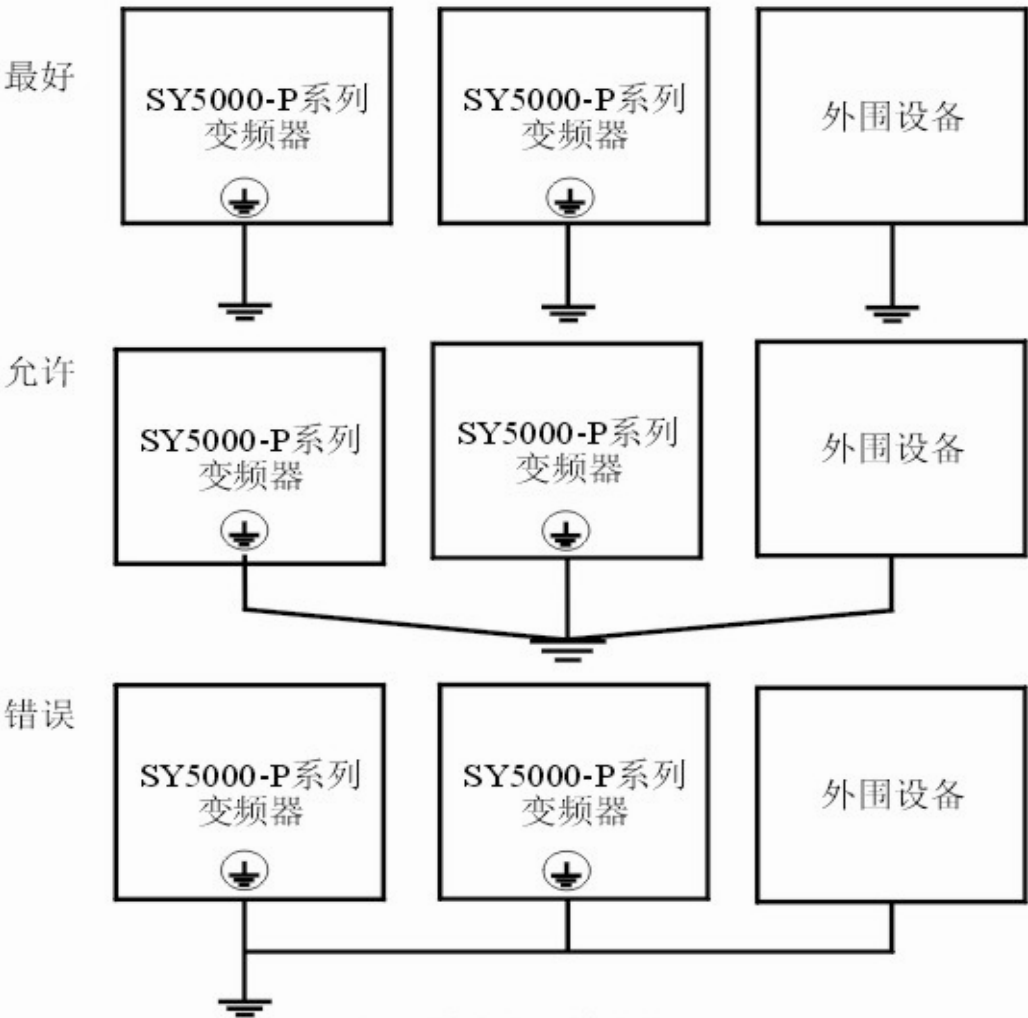 最好
SY5000-P系列
变频器
SY5000-P系列
变频器
外围设备
允许
SY5000-P系列
变频器
SY5000-P系列
变频器
外围设备
错误
SY5000-P系列
变频器
SY5000-P系列
变频器
外围设备